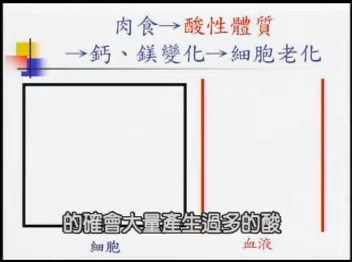 肉食→酸性體質
→鈣、鎂變化→細胞老化
的確會大量產生過多的酸
細胞
血液